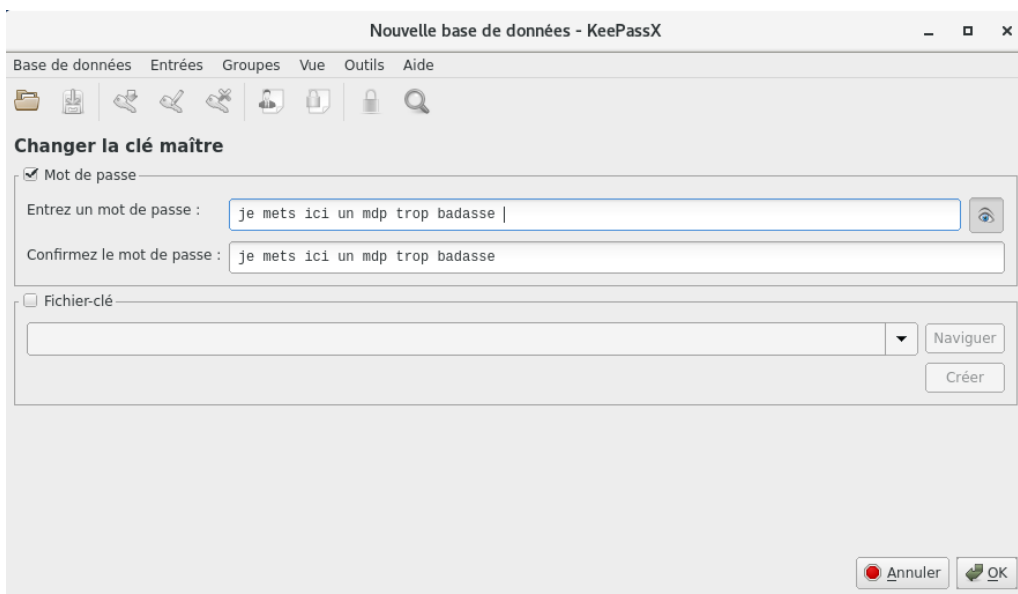 Nouvelle base de données - KeePassX
Base de données Entrées Groupes Vue Outils Aide
Changer la clé maître
Mot de passe
Entrez un mot de passe : je mets ici un mdp trop badasse
Confirmez le mot de passe : je mets ici un mdp trop badasse
Fichier-clé
Naviguer
Créer
Annuler OK